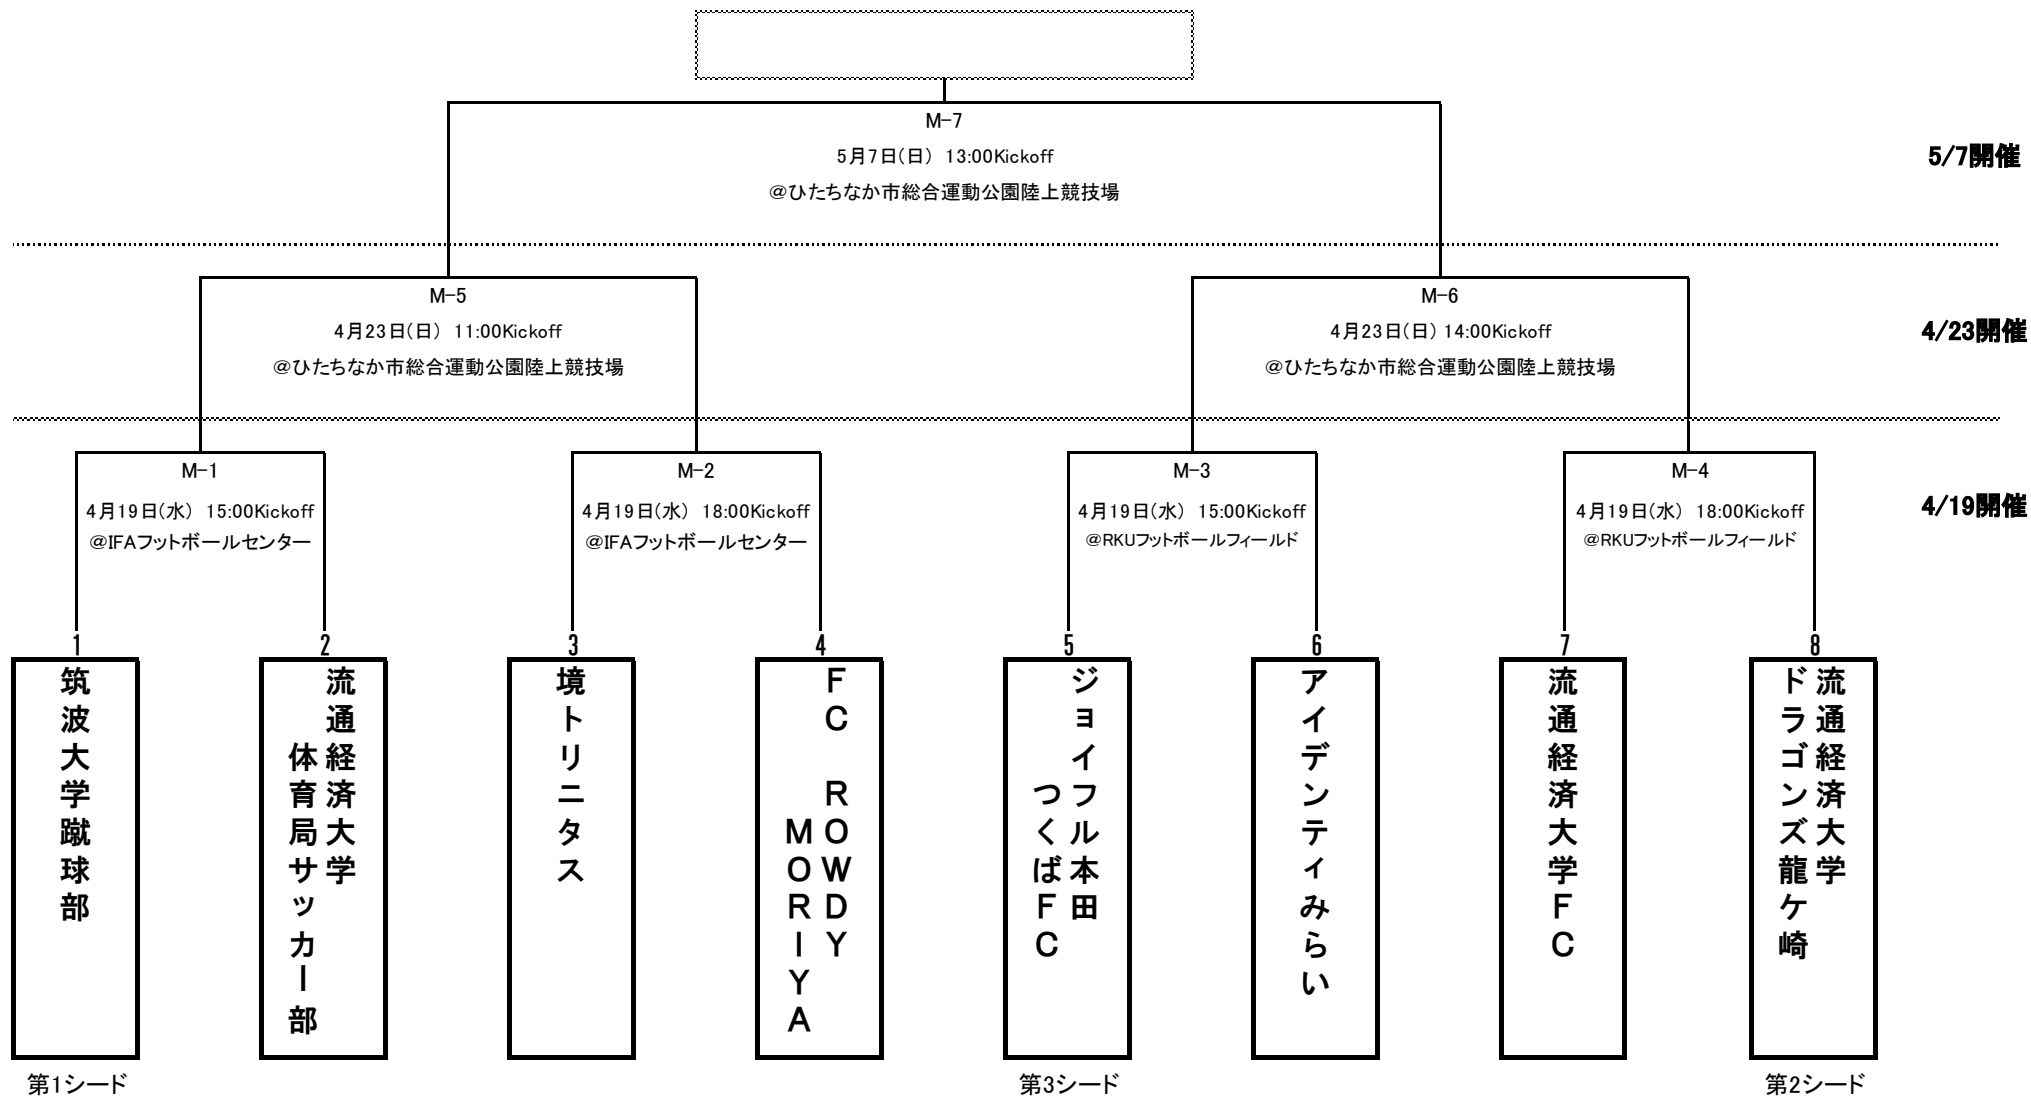 M-7
5月7日(日) 13:00Kickoff
@ひたちなか市総合運動公園陸上競技場
5/7開催
M-5
4月23日(日) 11:00Kickoff
@ひたちなか市総合運動公園陸上競技場
M-6
4月23日(日) 14:00Kickoff
@ひたちなか市総合運動公園陸上競技場
4/23開催
M-1
4月19日(水) 15:00Kickoff
@IFAフットボールセンター
M-2
4月19日(水) 18:00Kickoff
@IFAフットボールセンター
M-3
4月19日(水) 15:00Kickoff
@RKUフットボールフィールド
M-4
4月19日(水) 18:00Kickoff
@RKUフットボールフィールド
4/19開催
1
筑波大学蹴球部
第1シード
2
流通経済大学
体育局サッカー部
3
境トリニタス
4
FC ROWDY
MORIYA
5
ジョイフル本田
つくばFC
第3シード
6
アイデンティみらい
7
流通経済大学FC
8
流通経済大学
ドラゴンズ龍ケ崎
第2シード